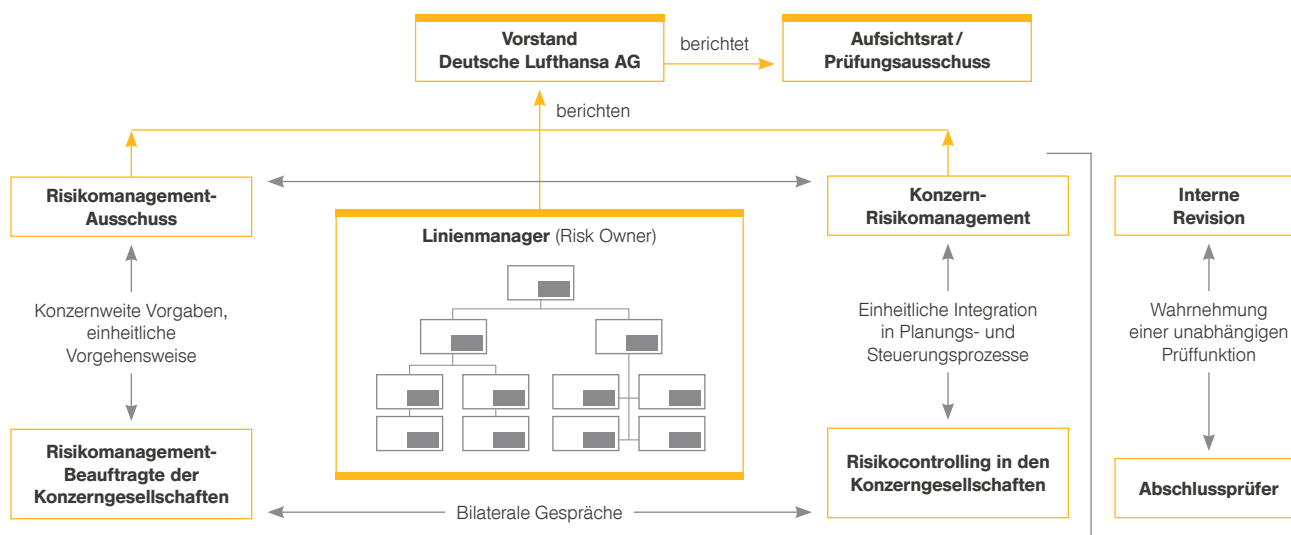 Vorstand
Deutsche Lufthansa AG
berichtet
Aufsichtsrat /
Prüfungsausschuss
berichten
Risikomanagement-
Ausschuss
Linienmanager (Risk Owner)
Konzern-
Risikomanagement
Interne
Revision
Konzernweite Vorgaben,
einheitliche
Vorgehensweise
Einheitliche Integration
in Planungs- und
Steuerungsprozesse
Wahrnehmung
einer unabhängigen
Prüffunktion
Risikomanagement-
Beauftragte der
Konzerngesellschaften
Risikocontrolling in den
Konzerngesellschaften
Abschlussprüfer
Bilaterale Gespräche